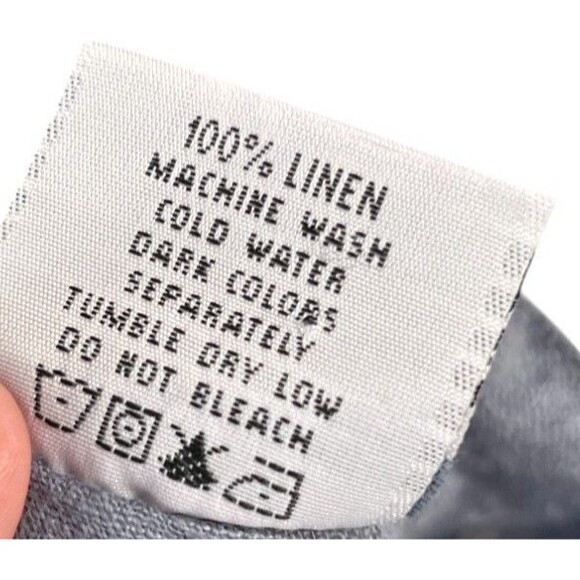 100% LINEN
MACHINE WASH
COLD WATER
DARK COLORS
SEPARATELY
TUMBLE DRY LOW
DO NOT BLEACH